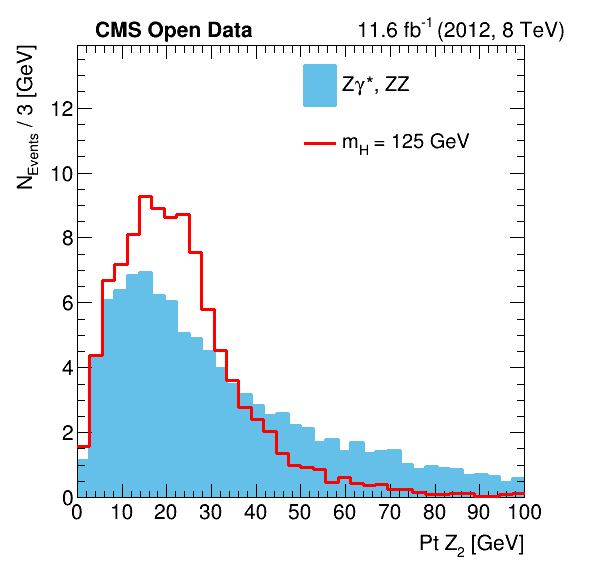 CMS Open Data 11.6 fb⁻¹ (2012, 8 TeV)
N_Events / 3 [GeV]
Zγ*, ZZ
m_H = 125 GeV
12
10
8
6
4
2
0
0 10 20 30 40 50 60 70 80 90 100
Pt Z₂ [GeV]